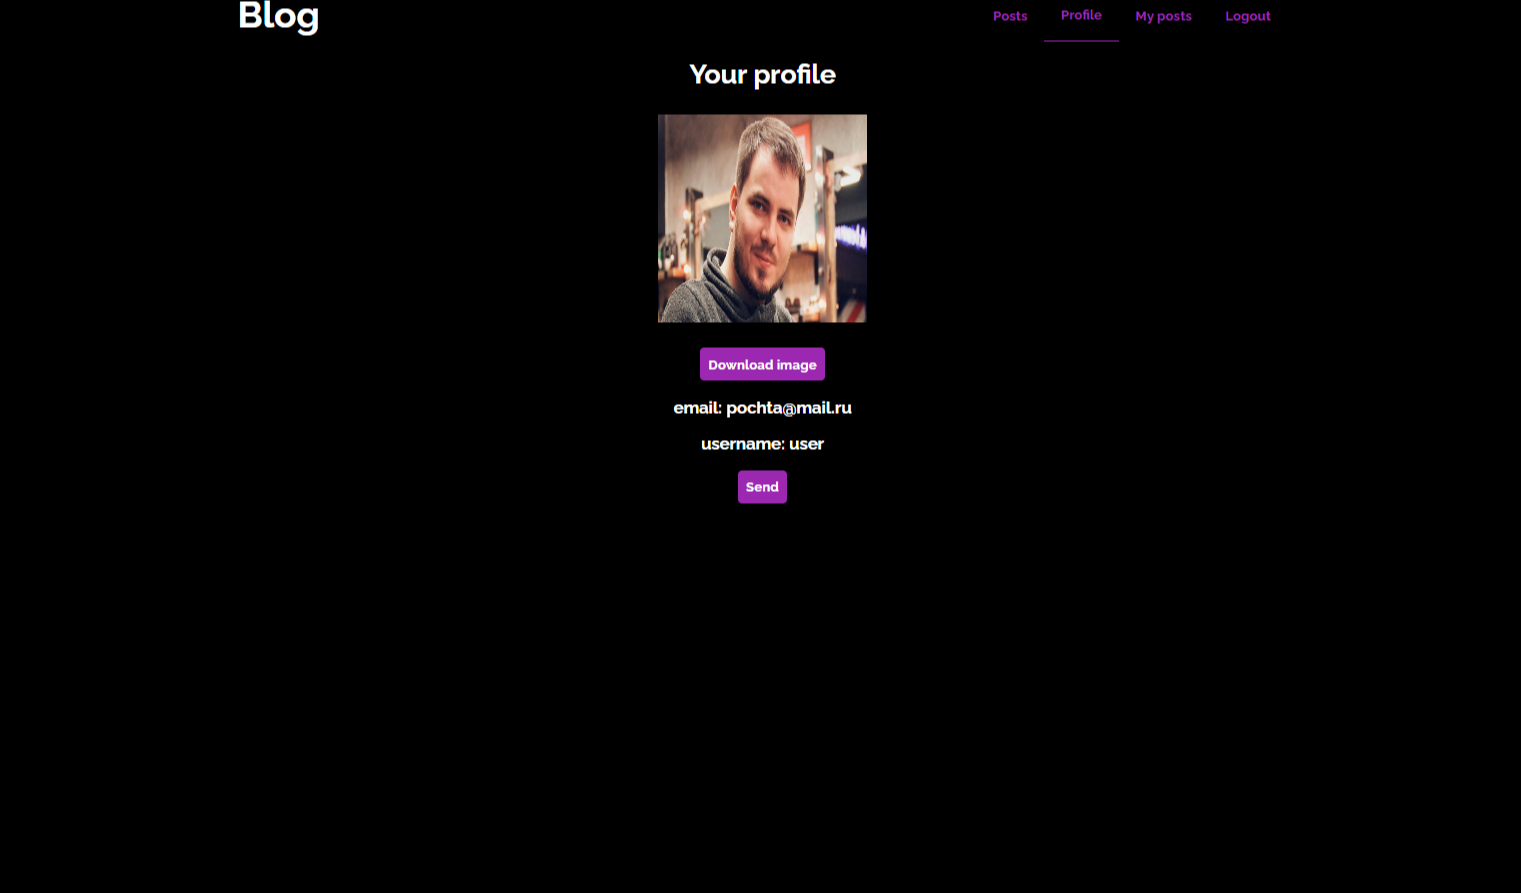 Blog
Posts
Profile
My posts
Logout
Your profile
Download image
email: pochta@mail.ru
username: user
Send